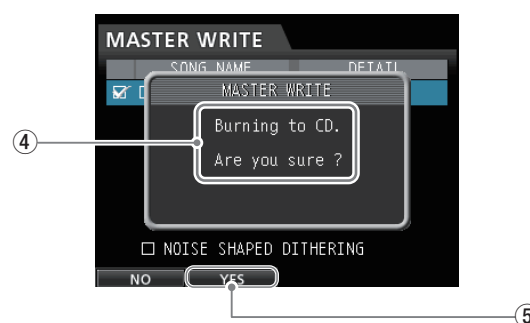 MASTER WRITE
SONG NAME DETAIL
MASTER WRITE
Burning to CD.
④
Are you sure ?
□ NOISE SHAPED DITHERING
NO YES
⑤